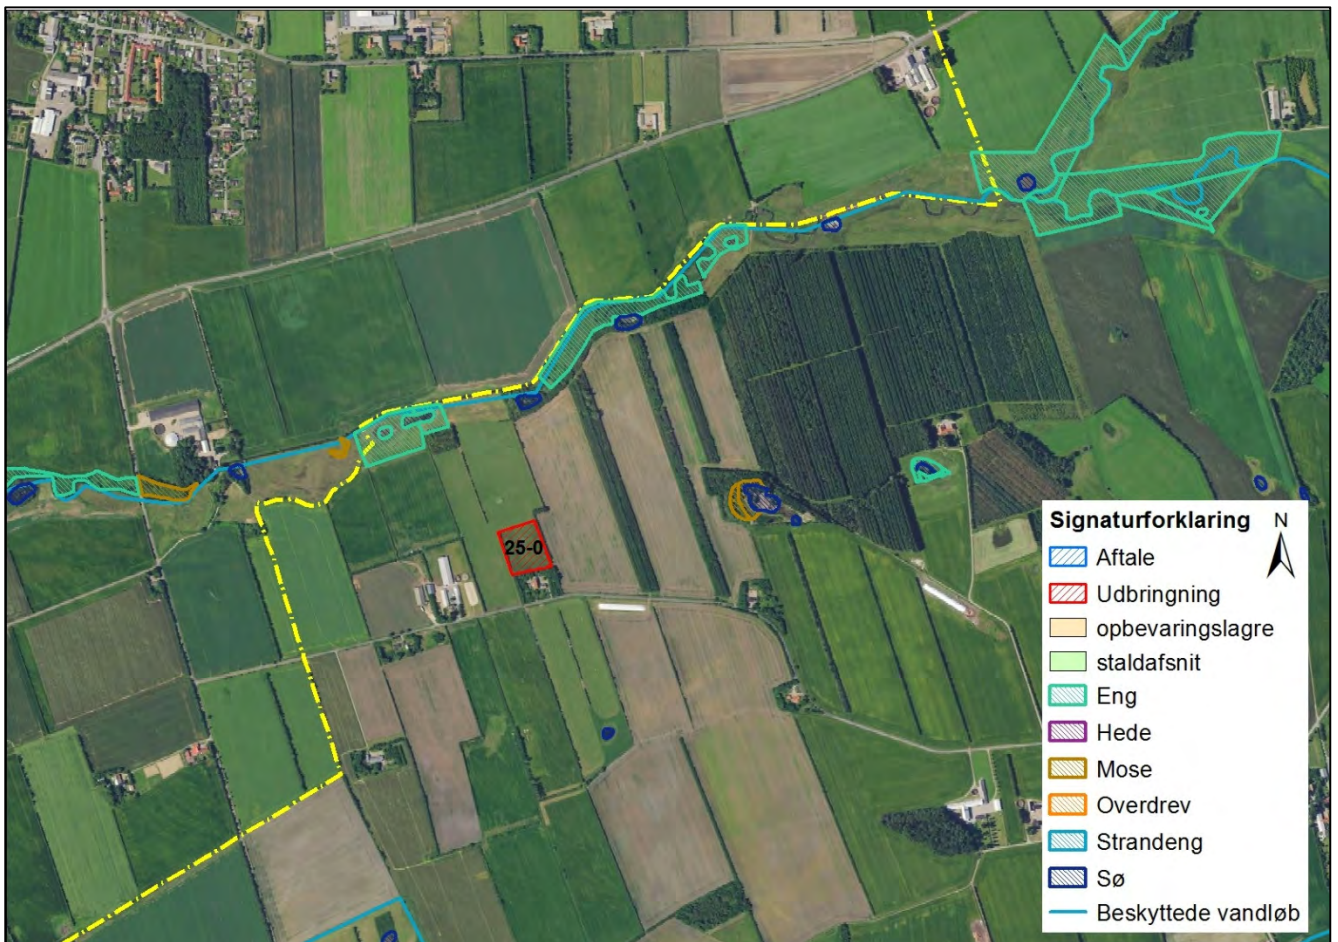 25-0
Signaturforklaring N
Aftale
Udbringning
opbevaringslagre
staldafsnit
Eng
Hede
Mose
Overdrev
Strandeng
Sø
Beskyttede vandløb